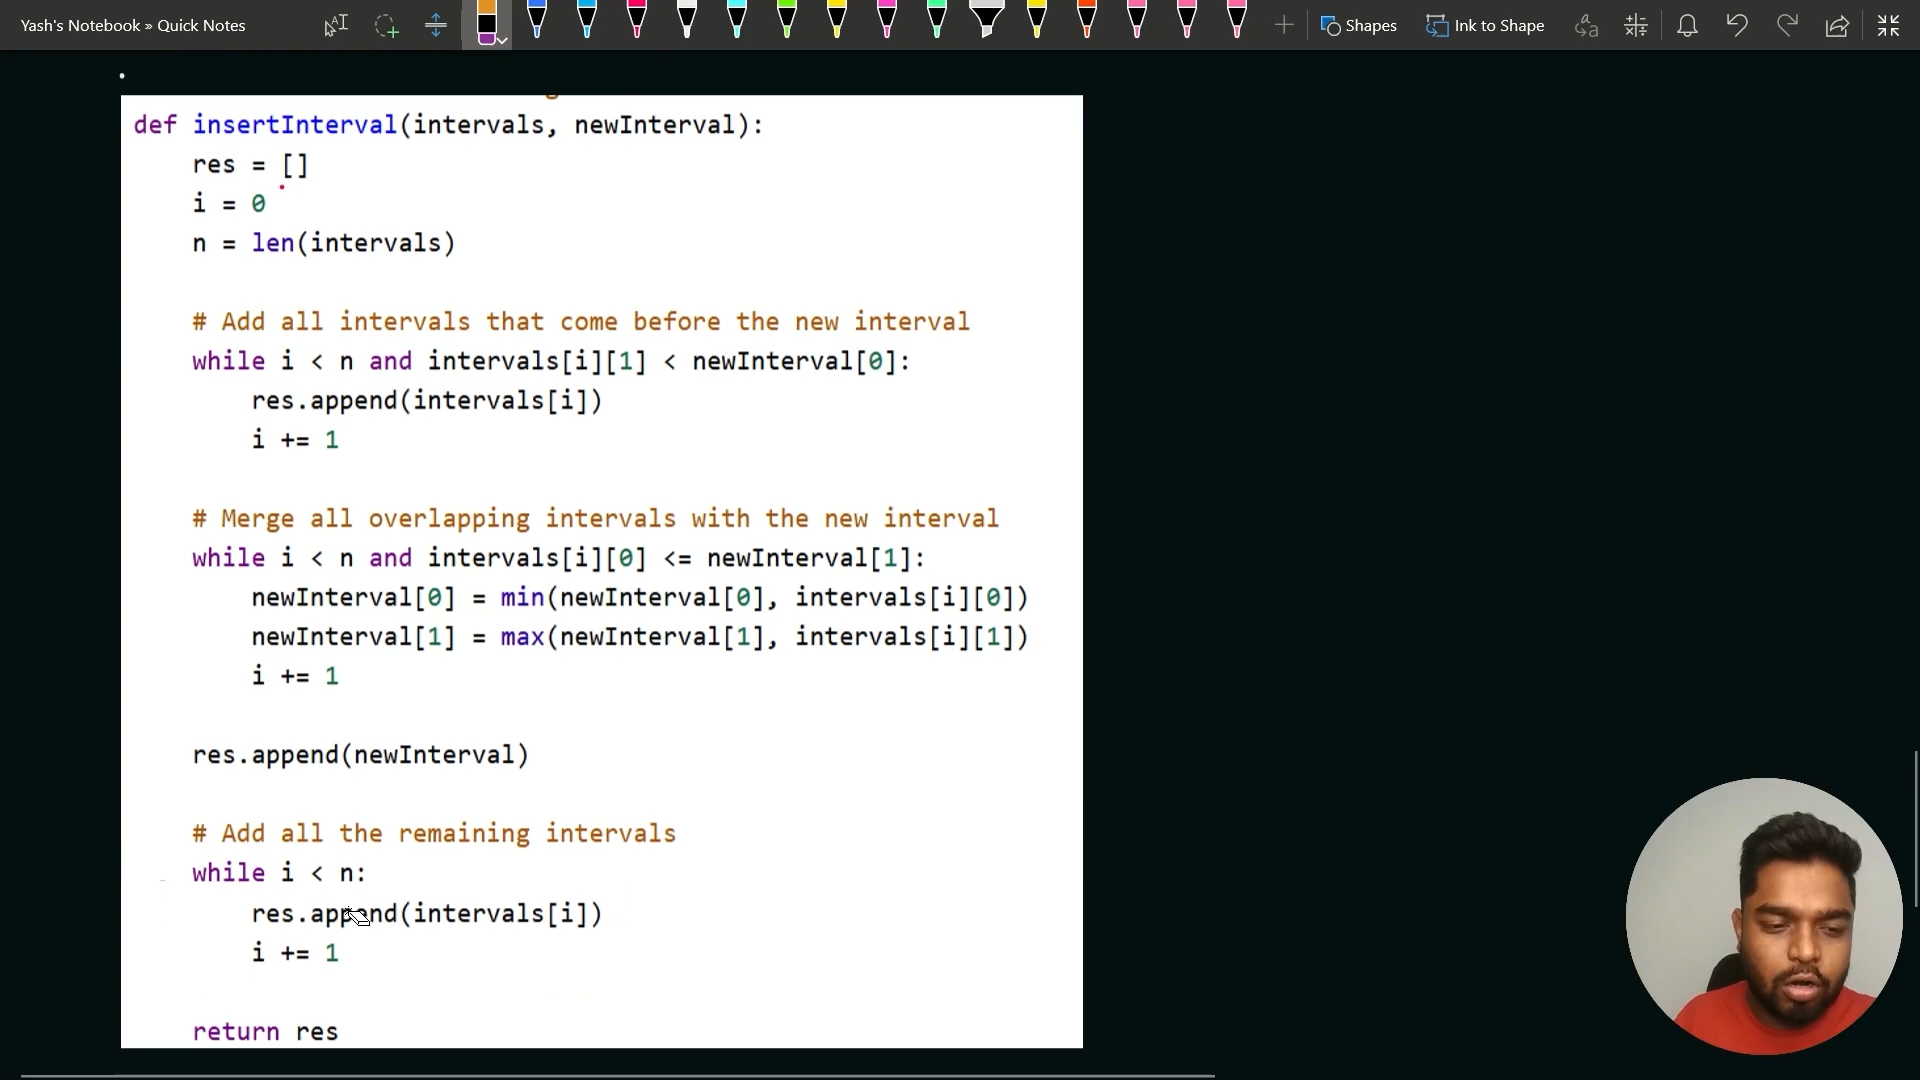 Yash's Notebook » Quick Notes
Shapes
Ink to Shape
def insertInterval(intervals, newInterval):
    res = []
    i = 0
    n = len(intervals)
    # Add all intervals that come before the new interval
    while i < n and intervals[i][1] < newInterval[0]:
        res.append(intervals[i])
        i += 1
    # Merge all overlapping intervals with the new interval
    while i < n and intervals[i][0] <= newInterval[1]:
        newInterval[0] = min(newInterval[0], intervals[i][0])
        newInterval[1] = max(newInterval[1], intervals[i][1])
        i += 1
    res.append(newInterval)
    # Add all the remaining intervals
    while i < n:
        res.append(intervals[i])
        i += 1
    return res